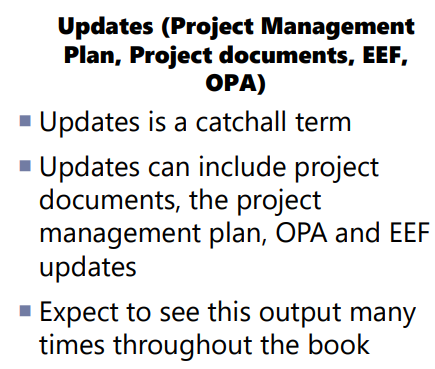 Updates (Project Management
Plan, Project documents, EEF,
OPA)
Updates is a catchall term
Updates can include project
documents, the project
management plan, OPA and EEF
updates
Expect to see this output many
times throughout the book